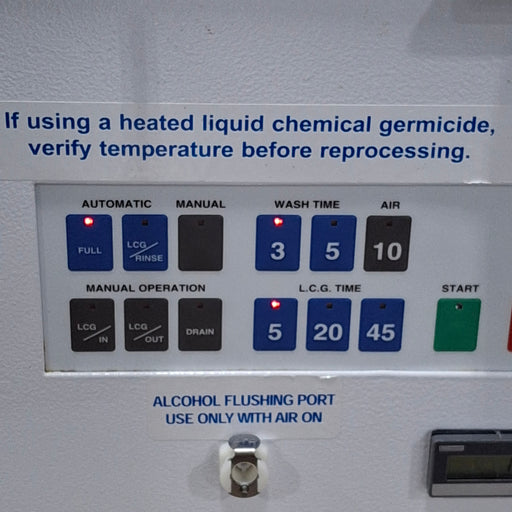 If using a heated liquid chemical germicide,
verify temperature before reprocessing.
AUTOMATIC MANUAL WASH TIME AIR
FULL LCG/RINSE 3 5 10
MANUAL OPERATION L.C.G. TIME START
LCG/IN LCG/OUT DRAIN 5 20 45
ALCOHOL FLUSHING PORT
USE ONLY WITH AIR ON